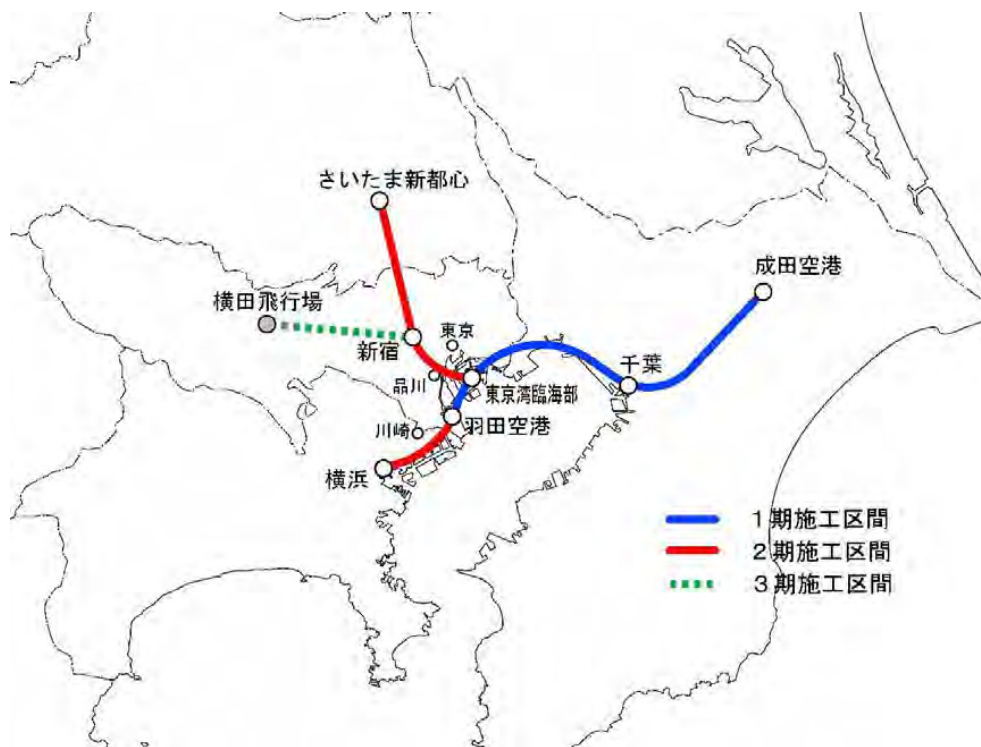 さいたま新都心
成田空港
横田飛行場
東京
新宿
千葉
品川
東京湾臨海部
羽田空港
川崎
横浜
1期施工区間
2期施工区間
3期施工区間